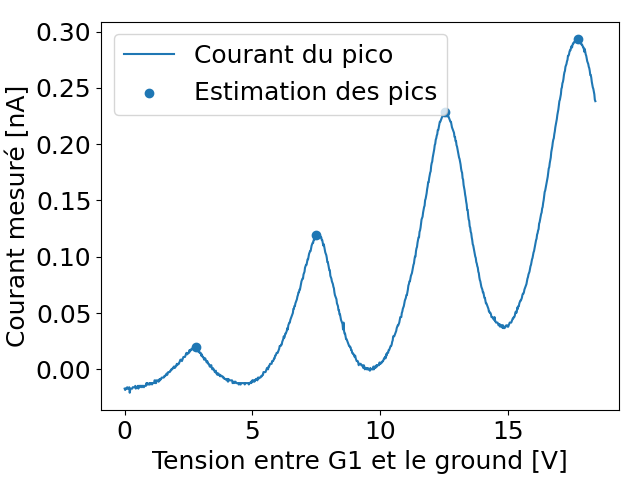 0.30
0.25
0.20
0.15
0.10
0.05
0.00
Courant mesuré [nA]
Courant du pico
Estimation des pics
0 5 10 15
Tension entre G1 et le ground [V]